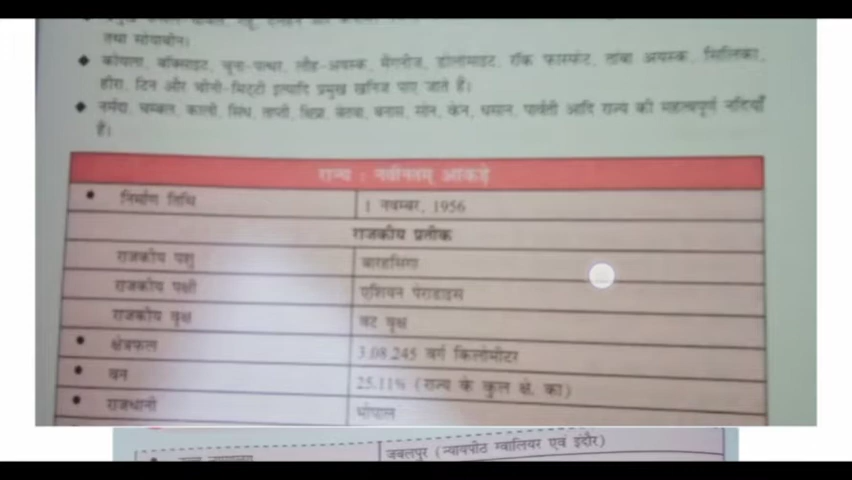 तथा सोयाबीन।
◆ कोयला, बॉक्साइट, चूना-पत्थर, लौह-अयस्क, मैंगनीज, डोलोमाइट, रॉक फास्फेट, तांबा अयस्क, सिलिका,
हीरा, टिन और चीनी-मिट्टी इत्यादि प्रमुख खनिज पाए जाते हैं।
◆ नर्मदा, चम्बल, काली, सिंध, ताप्ती, क्षिप्रा, बेतवा, बनास, सोन, केन, धसान, पार्वती आदि राज्य की महत्वपूर्ण नदियाँ
हैं।
राज्य : नवीनतम् आंकड़े
• निर्माण तिथि 1 नवम्बर, 1956
राजकीय प्रतीक
राजकीय पशु बारहसिंगा
राजकीय पक्षी एशियन पेराडाइस
राजकीय वृक्ष वट वृक्ष
• क्षेत्रफल 3,08,245 वर्ग किलोमीटर
• वन 25.11% (राज्य के कुल क्षे. का)
• राजधानी भोपाल
जबलपुर (न्यायपीठ ग्वालियर एवं इंदौर)